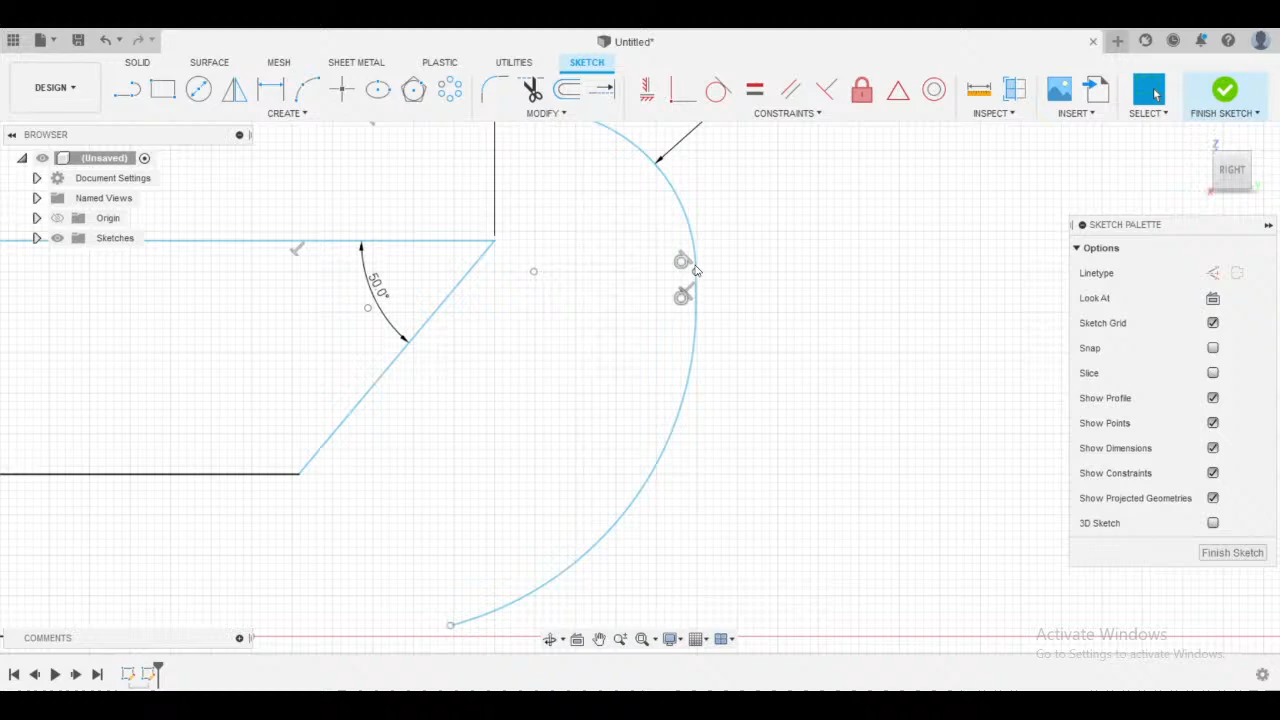 Untitled*
DESIGN
SOLID SURFACE MESH SHEET METAL PLASTIC UTILITIES SKETCH
CREATE MODIFY CONSTRAINTS INSPECT INSERT SELECT FINISH SKETCH
BROWSER
(Unsaved)
Document Settings
Named Views
Origin
Sketches
50.0°
Z
RIGHT
X
Y
SKETCH PALETTE
Options
Linetype
Look At
Sketch Grid
Snap
Slice
Show Profile
Show Points
Show Dimensions
Show Constraints
Show Projected Geometries
3D Sketch
Finish Sketch
COMMENTS
Activate Windows
Go to Settings to activate Windows.